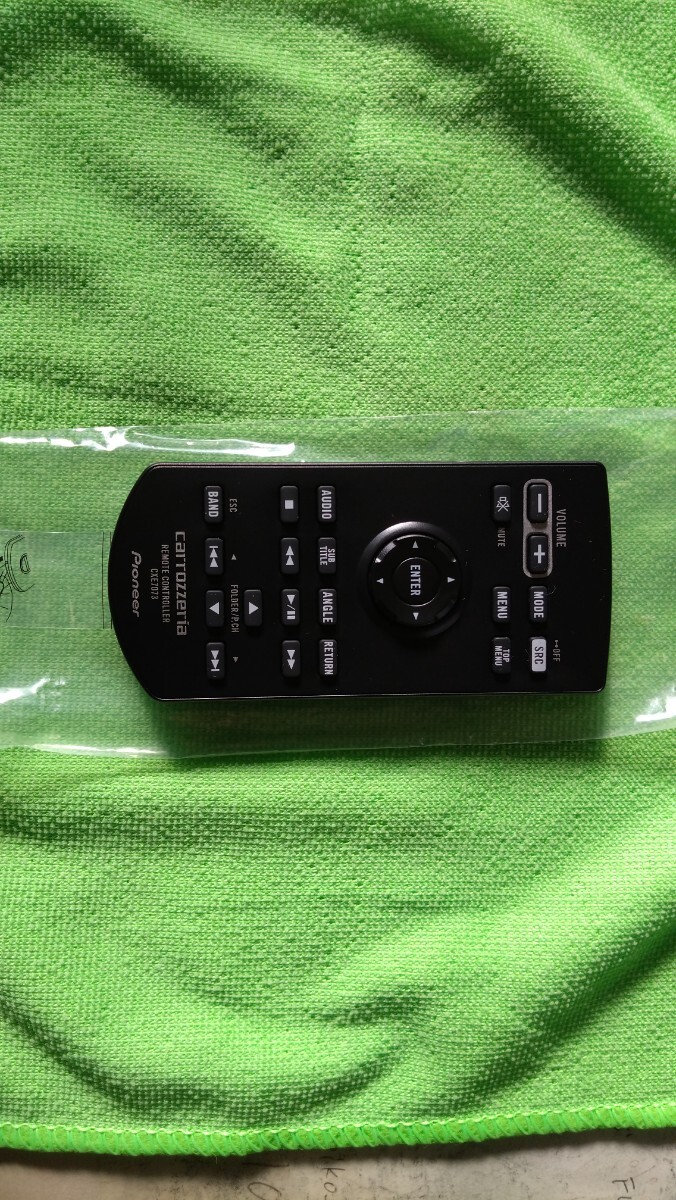 VOLUME
− +
MUTE
OFF
MODE
SRC
MENU
TOP MENU
ENTER
AUDIO
SUB TITLE
ANGLE
RETURN
ESC
FOLDER/P.CH
BAND
carrozzeria
REMOTE CONTROLLER
CXE7073
Pioneer